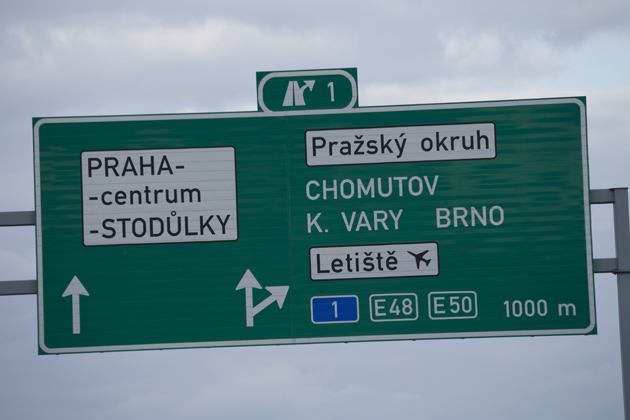 1
PRAHA-
-centrum
-STODŮLKY
Pražský okruh
CHOMUTOV
K. VARY BRNO
Letiště
1 E48 E50 1000 m